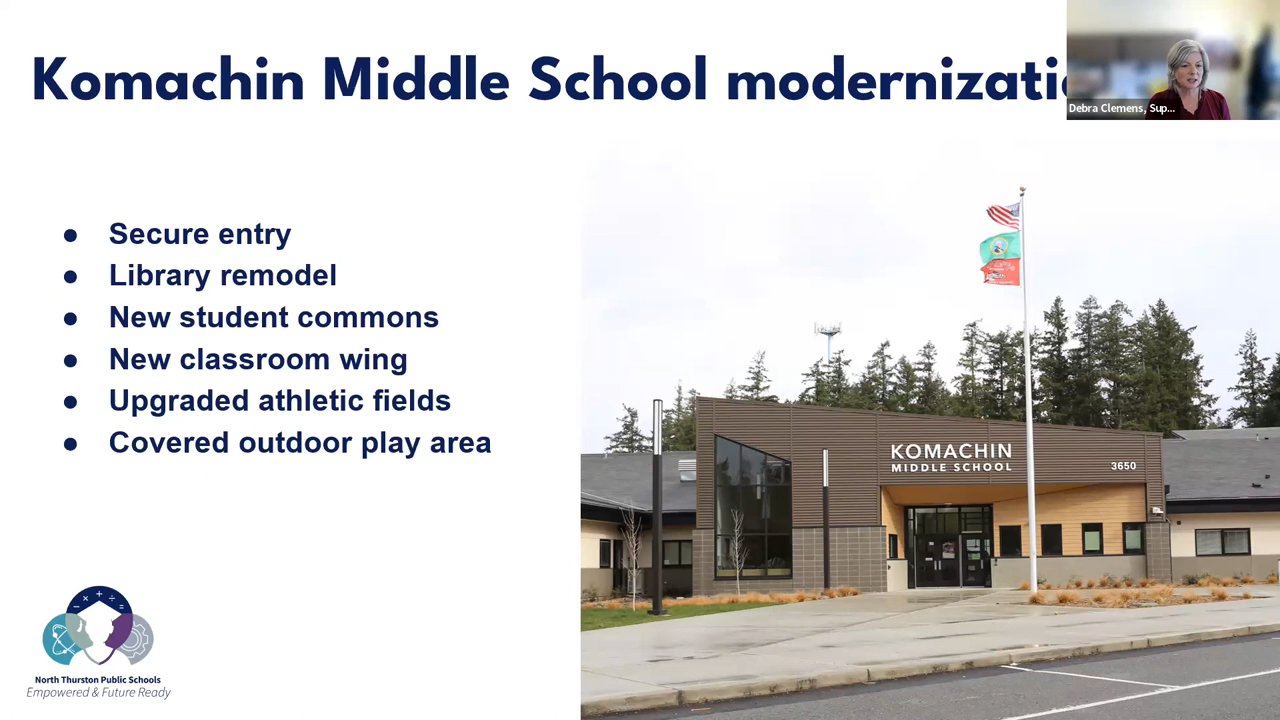 Komachin Middle School modernizatio
Debra Clemens, Sup...
● Secure entry
● Library remodel
● New student commons
● New classroom wing
● Upgraded athletic fields
● Covered outdoor play area
KOMACHIN
MIDDLE SCHOOL
3650
North Thurston Public Schools
Empowered & Future Ready